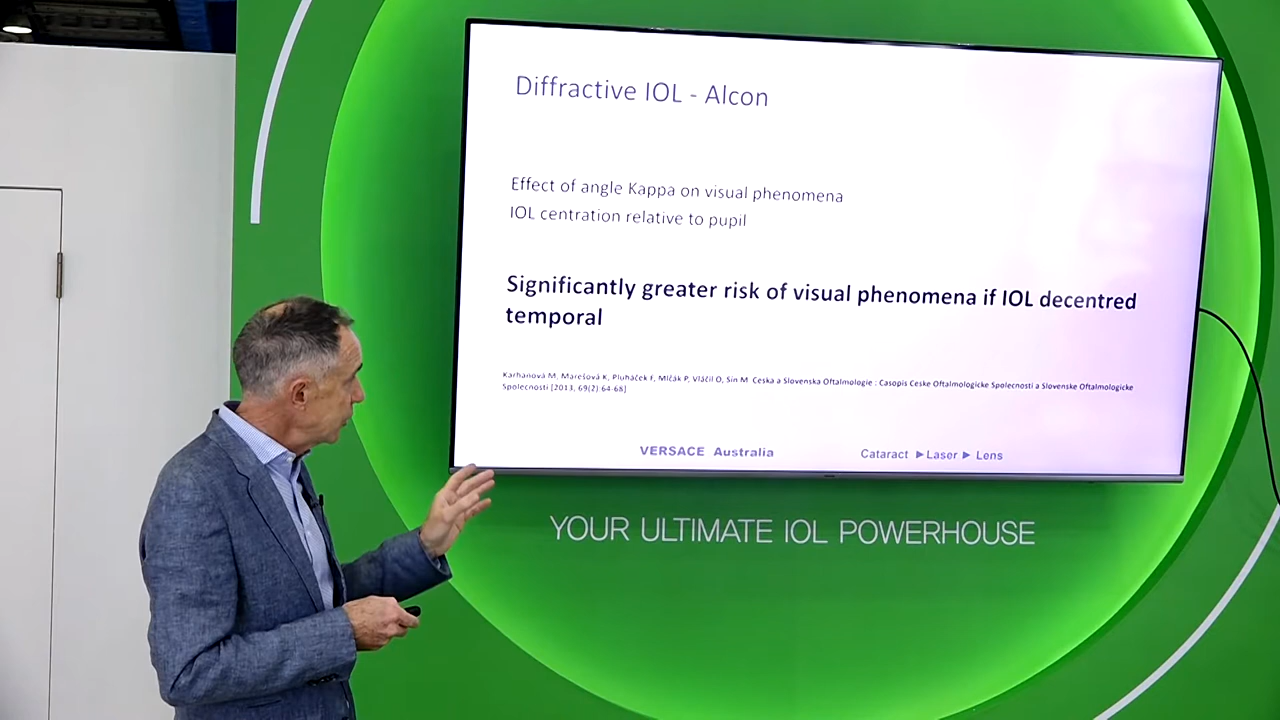 Diffractive IOL - Alcon
Effect of angle Kappa on visual phenomena
IOL centration relative to pupil
Significantly greater risk of visual phenomena if IOL decentred
temporal
Karhanová M, Marešová K, Pluháček F, Mlčák P, Vláčil O, Sín M Ceska a Slovenska Oftalmologie : Casopis Ceske Oftalmologicke Spolecnosti a Slovenske Oftalmologicke
Spolecnosti [2013, 69(2):64-68]
VERSACE Australia
Cataract ►Laser ► Lens
YOUR ULTIMATE IOL POWERHOUSE